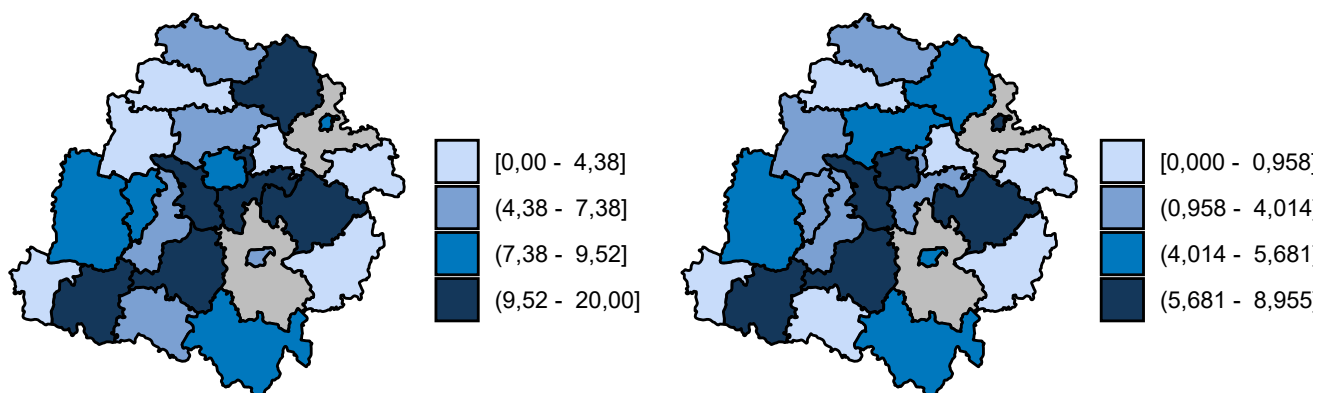 [0,00 - 4,38]
(4,38 - 7,38]
(7,38 - 9,52]
(9,52 - 20,00]
[0,000 - 0,958]
(0,958 - 4,014]
(4,014 - 5,681]
(5,681 - 8,955]